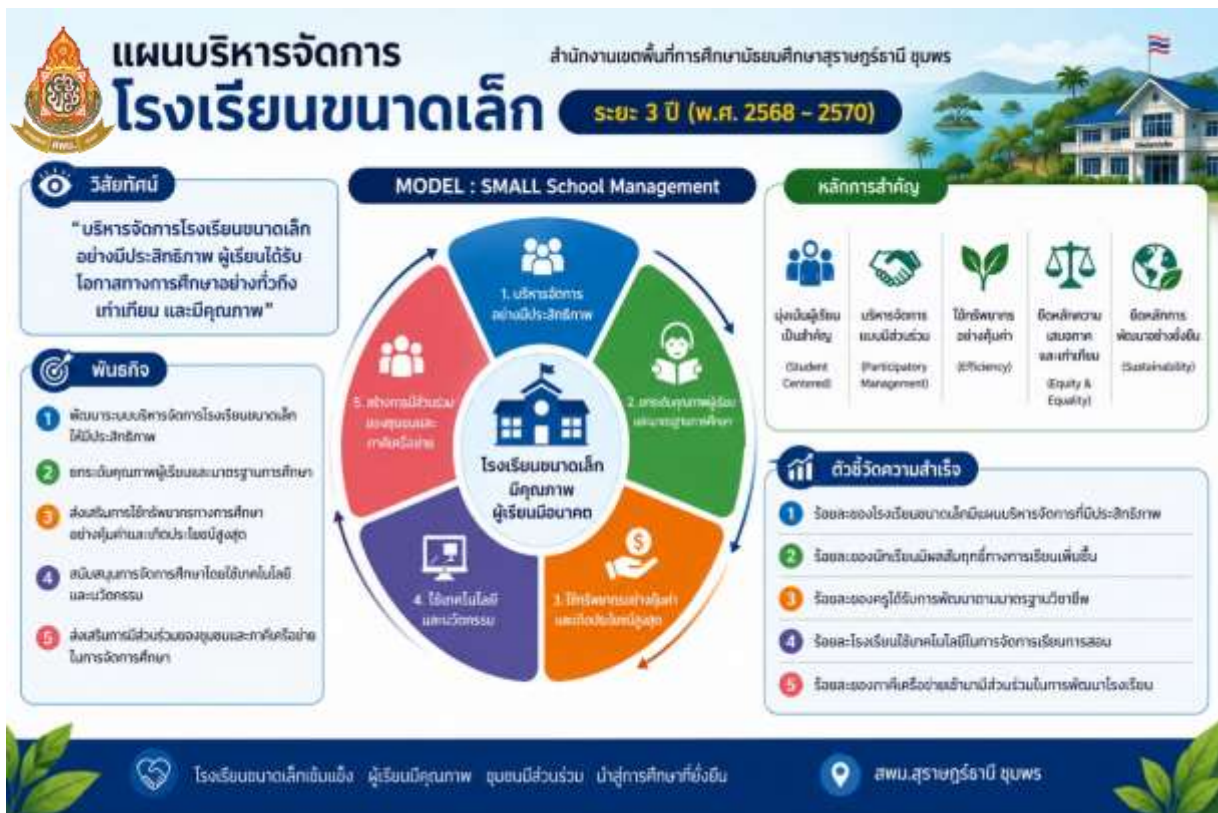 แผนบริหารจัดการ
โรงเรียนขนาดเล็ก
สำนักงานเขตพื้นที่การศึกษามัธยมศึกษาสุราษฎร์ธานี ชุมพร
ระยะ 3 ปี (พ.ศ. 2568 – 2570)
สพม.
วิสัยทัศน์
“บริหารจัดการโรงเรียนขนาดเล็ก
อย่างมีประสิทธิภาพ ผู้เรียนได้รับ
โอกาสทางการศึกษาอย่างทั่วถึง
เท่าเทียม และมีคุณภาพ”
พันธกิจ
1 พัฒนาระบบบริหารจัดการโรงเรียนขนาดเล็ก
ให้มีประสิทธิภาพ
2 ยกระดับคุณภาพผู้เรียนและมาตรฐานการศึกษา
3 ส่งเสริมการใช้ทรัพยากรทางการศึกษา
อย่างคุ้มค่าและเกิดประโยชน์สูงสุด
4 สนับสนุนการจัดการศึกษาโดยใช้เทคโนโลยี
และนวัตกรรม
5 ส่งเสริมการมีส่วนร่วมของชุมชนและภาคีเครือข่าย
ในการจัดการศึกษา
MODEL : SMALL School Management
1. บริหารจัดการ
อย่างมีประสิทธิภาพ
2. ยกระดับคุณภาพผู้เรียน
และมาตรฐานการศึกษา
3. ใช้ทรัพยากรอย่างคุ้มค่า
และเกิดประโยชน์สูงสุด
4. ใช้เทคโนโลยี
และนวัตกรรม
5. สร้างการมีส่วนร่วม
ของชุมชนและ
ภาคีเครือข่าย
โรงเรียนขนาดเล็ก
มีคุณภาพ
ผู้เรียนมีอนาคต
หลักการสำคัญ
มุ่งเน้นผู้เรียน
เป็นสำคัญ
(Student
Centered)
บริหารจัดการ
แบบมีส่วนร่วม
(Participatory
Management)
ใช้ทรัพยากร
อย่างคุ้มค่า
(Efficiency)
ยึดหลักความ
เสมอภาค
และเท่าเทียม
(Equity &
Equality)
ยึดหลักการ
พัฒนาอย่างยั่งยืน
(Sustainability)
ตัวชี้วัดความสำเร็จ
1 ร้อยละของโรงเรียนขนาดเล็กมีแผนบริหารจัดการที่มีประสิทธิภาพ
2 ร้อยละของนักเรียนมีผลสัมฤทธิ์ทางการเรียนเพิ่มขึ้น
3 ร้อยละของครูได้รับการพัฒนาตามมาตรฐานวิชาชีพ
4 ร้อยละโรงเรียนใช้เทคโนโลยีในการจัดการเรียนการสอน
5 ร้อยละของภาคีเครือข่ายเข้ามามีส่วนร่วมในการพัฒนาโรงเรียน
โรงเรียนขนาดเล็กเข้มแข็ง ผู้เรียนมีคุณภาพ ชุมชนมีส่วนร่วม นำสู่การศึกษาที่ยั่งยืน
สพม.สุราษฎร์ธานี ชุมพร